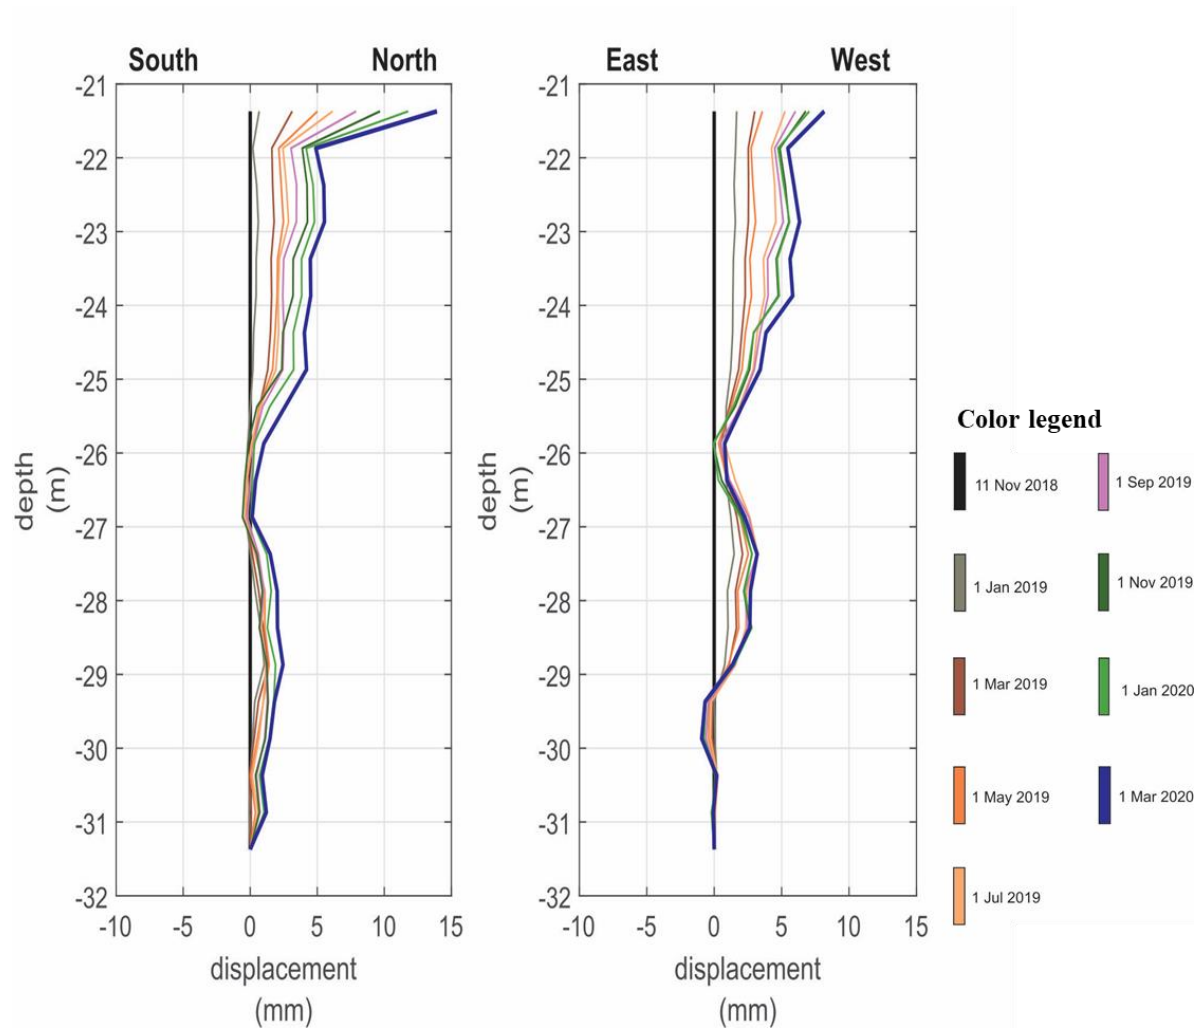 South North
-21
-22
-23
-24
-25
-26
-27
-28
-29
-30
-31
-32
depth
(m)
-10 -5 0 5 10 15
displacement
(mm)
East West
-21
-22
-23
-24
-25
-26
-27
-28
-29
-30
-31
-32
depth
(m)
-10 -5 0 5 10 15
displacement
(mm)
Color legend
11 Nov 2018
1 Jan 2019
1 Mar 2019
1 May 2019
1 Jul 2019
1 Sep 2019
1 Nov 2019
1 Jan 2020
1 Mar 2020